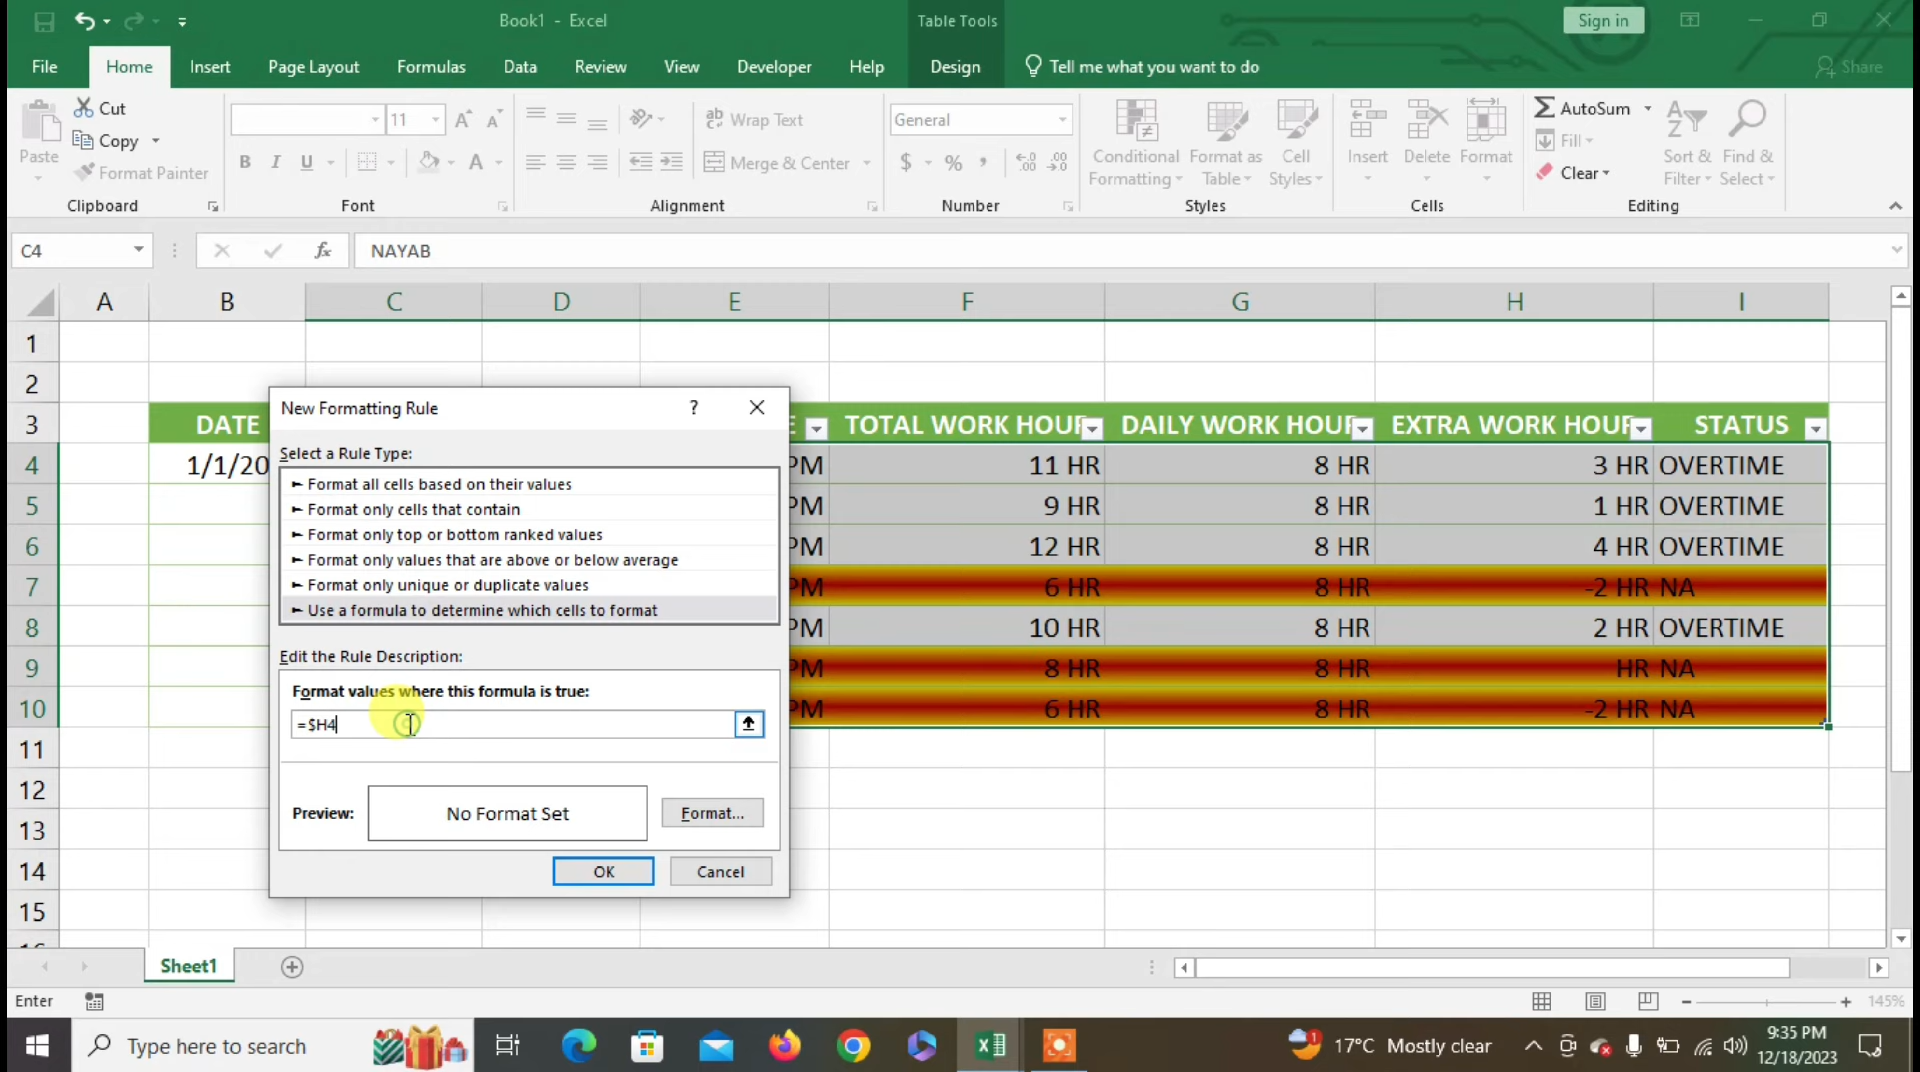 Book1 - Excel
Table Tools
Sign in
File
Home
Insert
Page Layout
Formulas
Data
Review
View
Developer
Help
Design
Tell me what you want to do
Share
Paste
Cut
Copy
Format Painter
Clipboard
11
B I U
Font
Wrap Text
Merge & Center
Alignment
General
$ % ,
Number
Conditional
Formatting
Format as
Table
Cell
Styles
Styles
Insert
Delete
Format
Cells
AutoSum
Fill
Clear
Sort &
Filter
Find &
Select
Editing
C4
fx
NAYAB
A B C D E F G H I
1
2
3 DATE E TOTAL WORK HOUR DAILY WORK HOUR EXTRA WORK HOUR STATUS
4 1/1/20 PM 11 HR 8 HR 3 HR OVERTIME
5 PM 9 HR 8 HR 1 HR OVERTIME
6 PM 12 HR 8 HR 4 HR OVERTIME
7 PM 6 HR 8 HR -2 HR NA
8 PM 10 HR 8 HR 2 HR OVERTIME
9 PM 8 HR 8 HR HR NA
10 PM 6 HR 8 HR -2 HR NA
11
12
13
14
15
New Formatting Rule
?
Select a Rule Type:
► Format all cells based on their values
► Format only cells that contain
► Format only top or bottom ranked values
► Format only values that are above or below average
► Format only unique or duplicate values
► Use a formula to determine which cells to format
Edit the Rule Description:
Format values where this formula is true:
=$H4
Preview:
No Format Set
Format...
OK
Cancel
Sheet1
Enter
145%
Type here to search
17°C Mostly clear
9:35 PM
12/18/2023